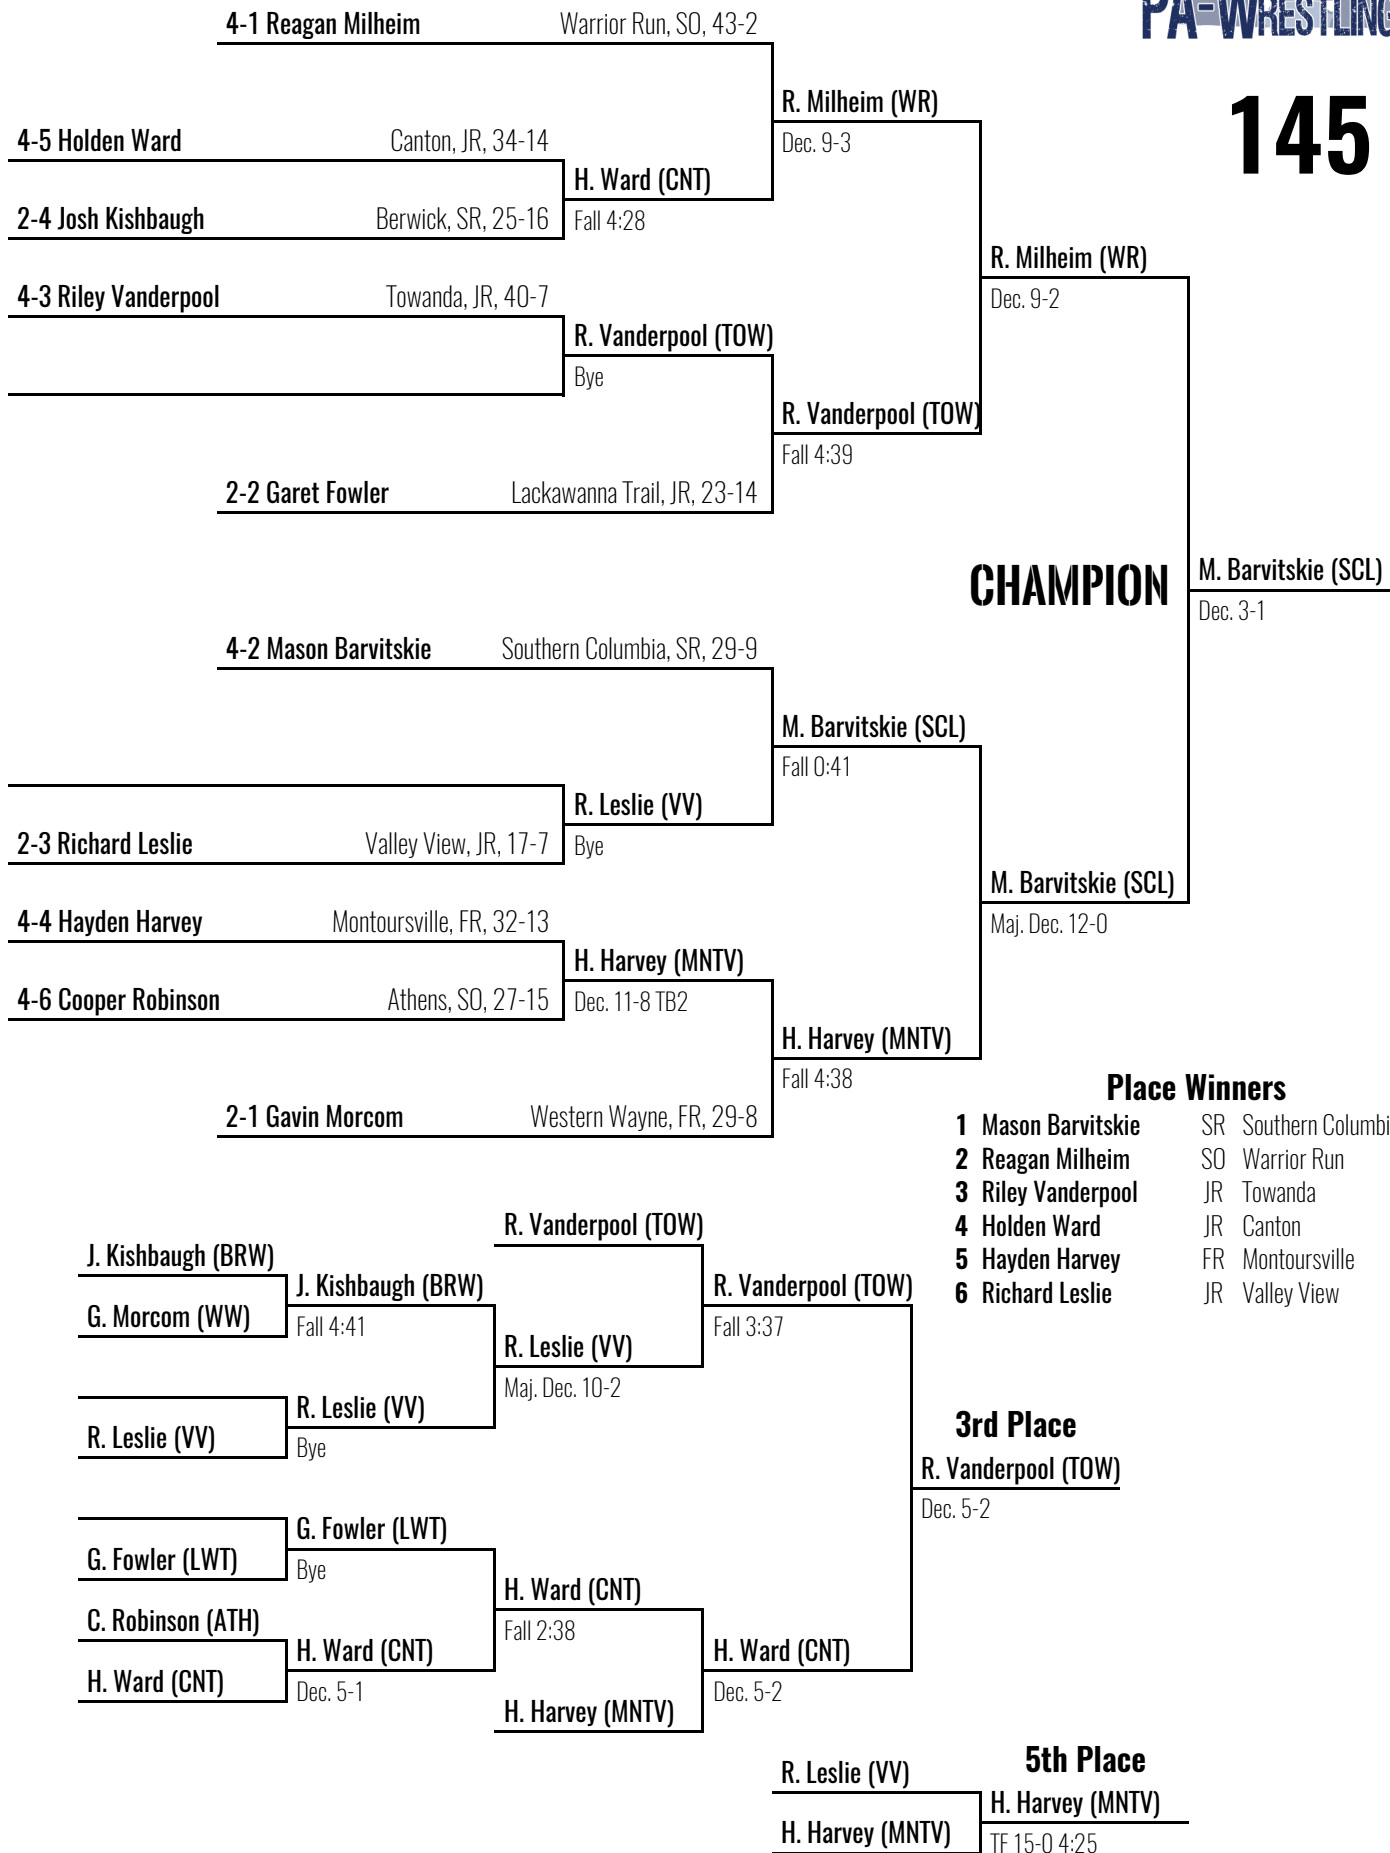 PA-WRESTLING
4-1 Reagan Milheim Warrior Run, SO, 43-2
145
R. Milheim (WR)
Dec. 9-3
4-5 Holden Ward Canton, JR, 34-14
H. Ward (CNT)
Fall 4:28
2-4 Josh Kishbaugh Berwick, SR, 25-16
R. Milheim (WR)
Dec. 9-2
4-3 Riley Vanderpool Towanda, JR, 40-7
R. Vanderpool (TOW)
Bye
R. Vanderpool (TOW)
Fall 4:39
2-2 Garet Fowler Lackawanna Trail, JR, 23-14
CHAMPION
M. Barvitskie (SCL)
Dec. 3-1
4-2 Mason Barvitskie Southern Columbia, SR, 29-9
M. Barvitskie (SCL)
Fall 0:41
R. Leslie (VV)
Bye
2-3 Richard Leslie Valley View, JR, 17-7
M. Barvitskie (SCL)
Maj. Dec. 12-0
4-4 Hayden Harvey Montoursville, FR, 32-13
H. Harvey (MNTV)
Dec. 11-8 TB2
4-6 Cooper Robinson Athens, SO, 27-15
H. Harvey (MNTV)
Fall 4:38
2-1 Gavin Morcom Western Wayne, FR, 29-8
Place Winners
1 Mason Barvitskie SR Southern Columbi
2 Reagan Milheim SO Warrior Run
3 Riley Vanderpool JR Towanda
4 Holden Ward JR Canton
5 Hayden Harvey FR Montoursville
6 Richard Leslie JR Valley View
R. Vanderpool (TOW)
J. Kishbaugh (BRW)
J. Kishbaugh (BRW)
Fall 4:41
G. Morcom (WW)
R. Vanderpool (TOW)
Fall 3:37
R. Leslie (VV)
Maj. Dec. 10-2
R. Leslie (VV)
Bye
R. Leslie (VV)
3rd Place
R. Vanderpool (TOW)
Dec. 5-2
G. Fowler (LWT)
Bye
G. Fowler (LWT)
H. Ward (CNT)
Fall 2:38
C. Robinson (ATH)
H. Ward (CNT)
Dec. 5-1
H. Ward (CNT)
H. Ward (CNT)
Dec. 5-2
H. Harvey (MNTV)
5th Place
R. Leslie (VV)
H. Harvey (MNTV)
TF 15-0 4:25
H. Harvey (MNTV)